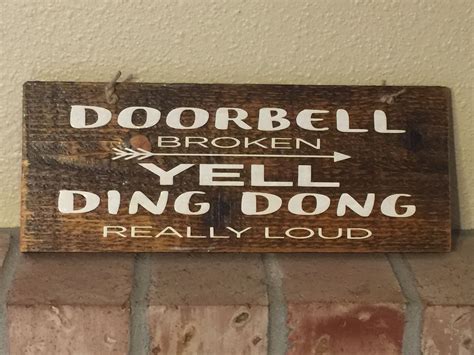 DOORBELL
BROKEN
YELL
DING DONG
REALLY LOUD